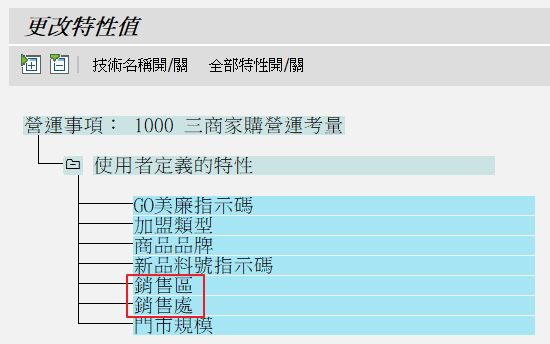 更改特性值
技術名稱開/關 全部特性開/關
營運事項： 1000 三商家購營運考量
使用者定義的特性
GO美廉指示碼
加盟類型
商品品牌
新品料號指示碼
銷售區
銷售處
門市規模